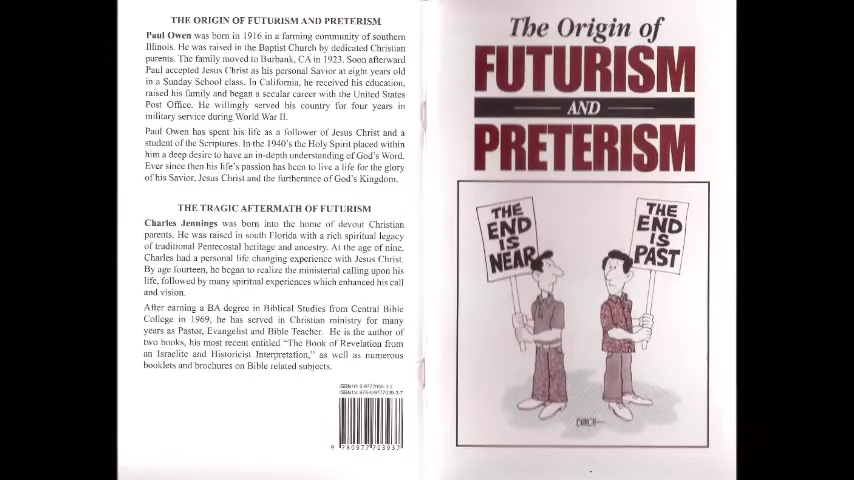 THE ORIGIN OF FUTURISM AND PRETERISM
Paul Owen was born in 1916 in a farming community of southern
Illinois. He was raised in the Baptist Church by dedicated Christian
parents. The family moved to Burbank, CA in 1923. Soon afterward
Paul accepted Jesus Christ as his personal Savior at eight years old
in a Sunday School class. In California, he received his education,
raised his family and began a secular career with the United States
Post Office. He willingly served his country for four years in
military service during World War II.
Paul Owen has spent his life as a follower of Jesus Christ and a
student of the Scriptures. In the 1940's the Holy Spirit placed within
him a deep desire to have an in-depth understanding of God's Word.
Ever since then his life's passion has been to live a life for the glory
of his Savior, Jesus Christ and the furtherance of God's Kingdom.
THE TRAGIC AFTERMATH OF FUTURISM
Charles Jennings was born into the home of devout Christian
parents. He was raised in south Florida with a rich spiritual legacy
of traditional Pentecostal heritage and ancestry. At the age of nine,
Charles had a personal life changing experience with Jesus Christ.
By age fourteen, he began to realize the ministerial calling upon his
life, followed by many spiritual experiences which enhanced his call
and vision.
After earning a BA degree in Biblical Studies from Central Bible
College in 1969, he has served in Christian ministry for many
years as Pastor, Evangelist and Bible Teacher. He is the author of
two books, his most recent entitled "The Book of Revelation from
an Israelite and Historicist Interpretation," as well as numerous
booklets and brochures on Bible related subjects.
9 780977 703937
The Origin of
FUTURISM
AND
PRETERISM
THE
END
IS
NEAR
THE
END
IS
PAST